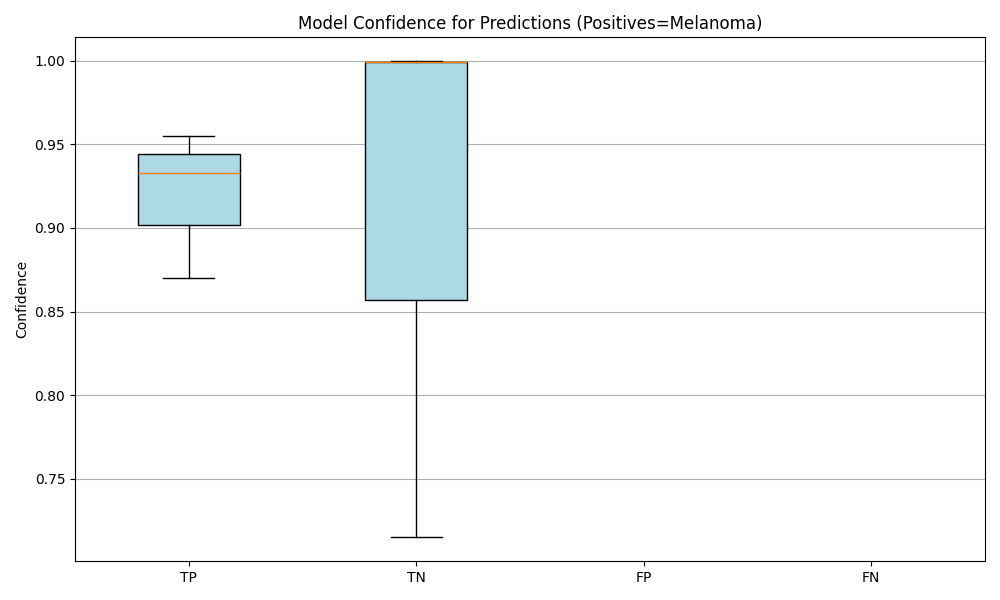 Model Confidence for Predictions (Positives=Melanoma)
Confidence
1.00
0.95
0.90
0.85
0.80
0.75
TP TN FP FN